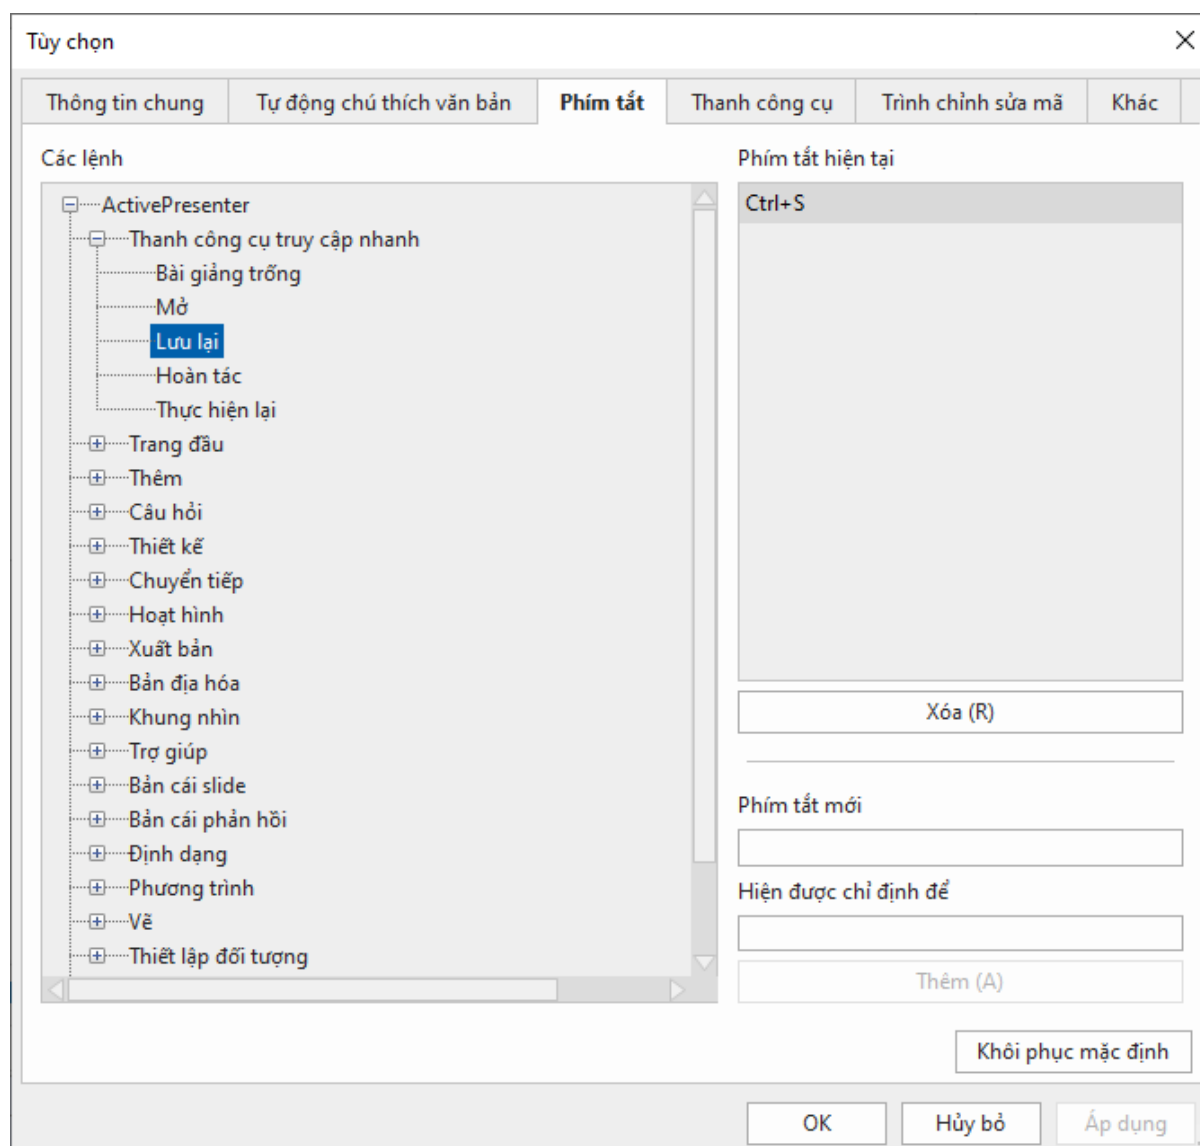 Tùy chọn
Thông tin chung
Tự động chú thích văn bản
Phím tắt
Thanh công cụ
Trình chỉnh sửa mã
Khác
Các lệnh
ActivePresenter
Thanh công cụ truy cập nhanh
Bài giảng trống
Mở
Lưu lại
Hoàn tác
Thực hiện lại
Trang đầu
Thêm
Câu hỏi
Thiết kế
Chuyển tiếp
Hoạt hình
Xuất bản
Bản địa hóa
Khung nhìn
Trợ giúp
Bản cái slide
Bản cái phản hồi
Định dạng
Phương trình
Vẽ
Thiết lập đối tượng
Phím tắt hiện tại
Ctrl+S
Xóa (R)
Phím tắt mới
Hiện được chỉ định để
Thêm (A)
Khôi phục mặc định
OK
Hủy bỏ
Áp dụng